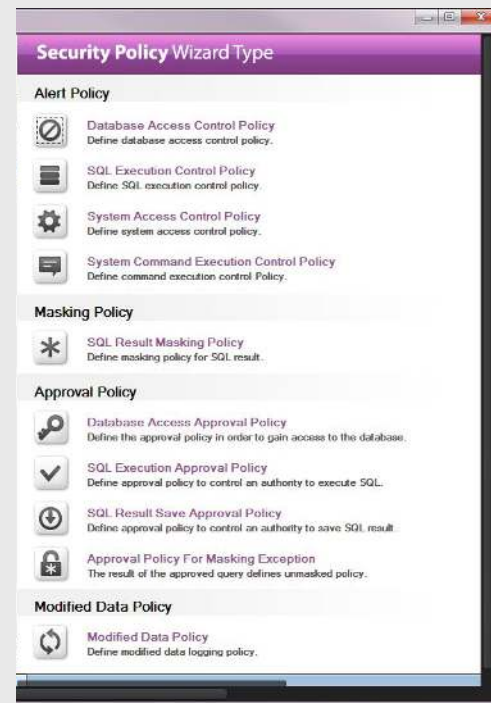 Security Policy Wizard Type
Alert Policy
Database Access Control Policy
Define database access control policy.
SQL Execution Control Policy
Define SQL execution control policy.
System Access Control Policy
Define system access control policy.
System Command Execution Control Policy
Define command execution control Policy.
Masking Policy
SQL Result Masking Policy
Define masking policy for SQL result.
Approval Policy
Database Access Approval Policy
Define the approval policy in order to gain access to the database.
SQL Execution Approval Policy
Define approval policy to control an authority to execute SQL.
SQL Result Save Approval Policy
Define approval policy to control an authority to save SQL result.
Approval Policy For Masking Exception
The result of the approved query defines unmasked policy.
Modified Data Policy
Modified Data Policy
Define modified data logging policy.